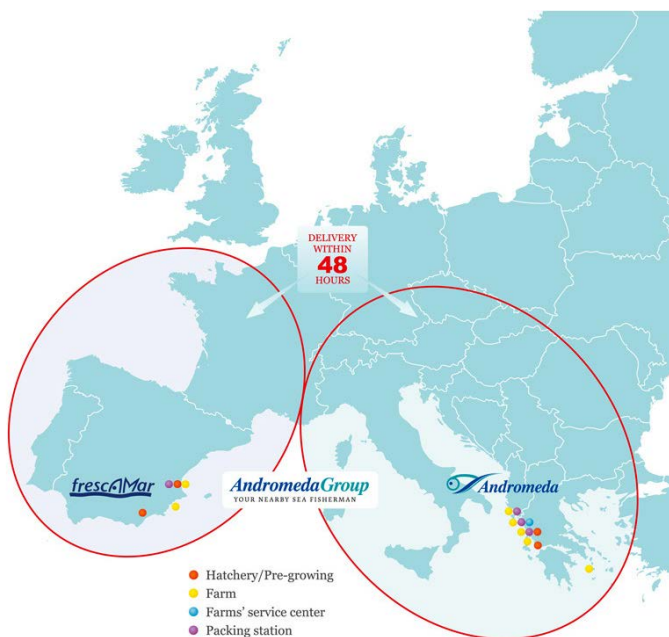 DELIVERY
WITHIN
48
HOURS
frescAMar
AndromedaGroup
YOUR NEARBY SEA FISHERMAN
Andromeda
Hatchery/Pre-growing
Farm
Farms' service center
Packing station